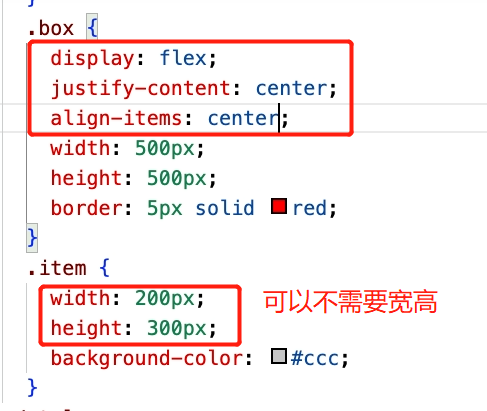 }
.box {
display: flex;
justify-content: center;
align-items: center;
width: 500px;
height: 500px;
border: 5px solid red;
}
.item {
width: 200px; 可以不需要宽高
height: 300px;
background-color: #ccc;
}